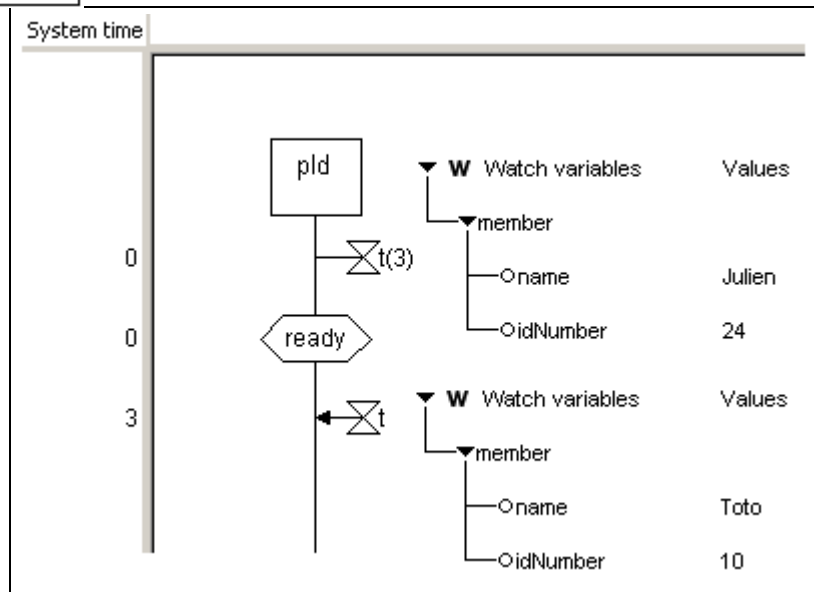 System time
pId
W Watch variables Values
member
0 t(3)
name Julien
0 ready
idNumber 24
3 t
W Watch variables Values
member
name Toto
idNumber 10